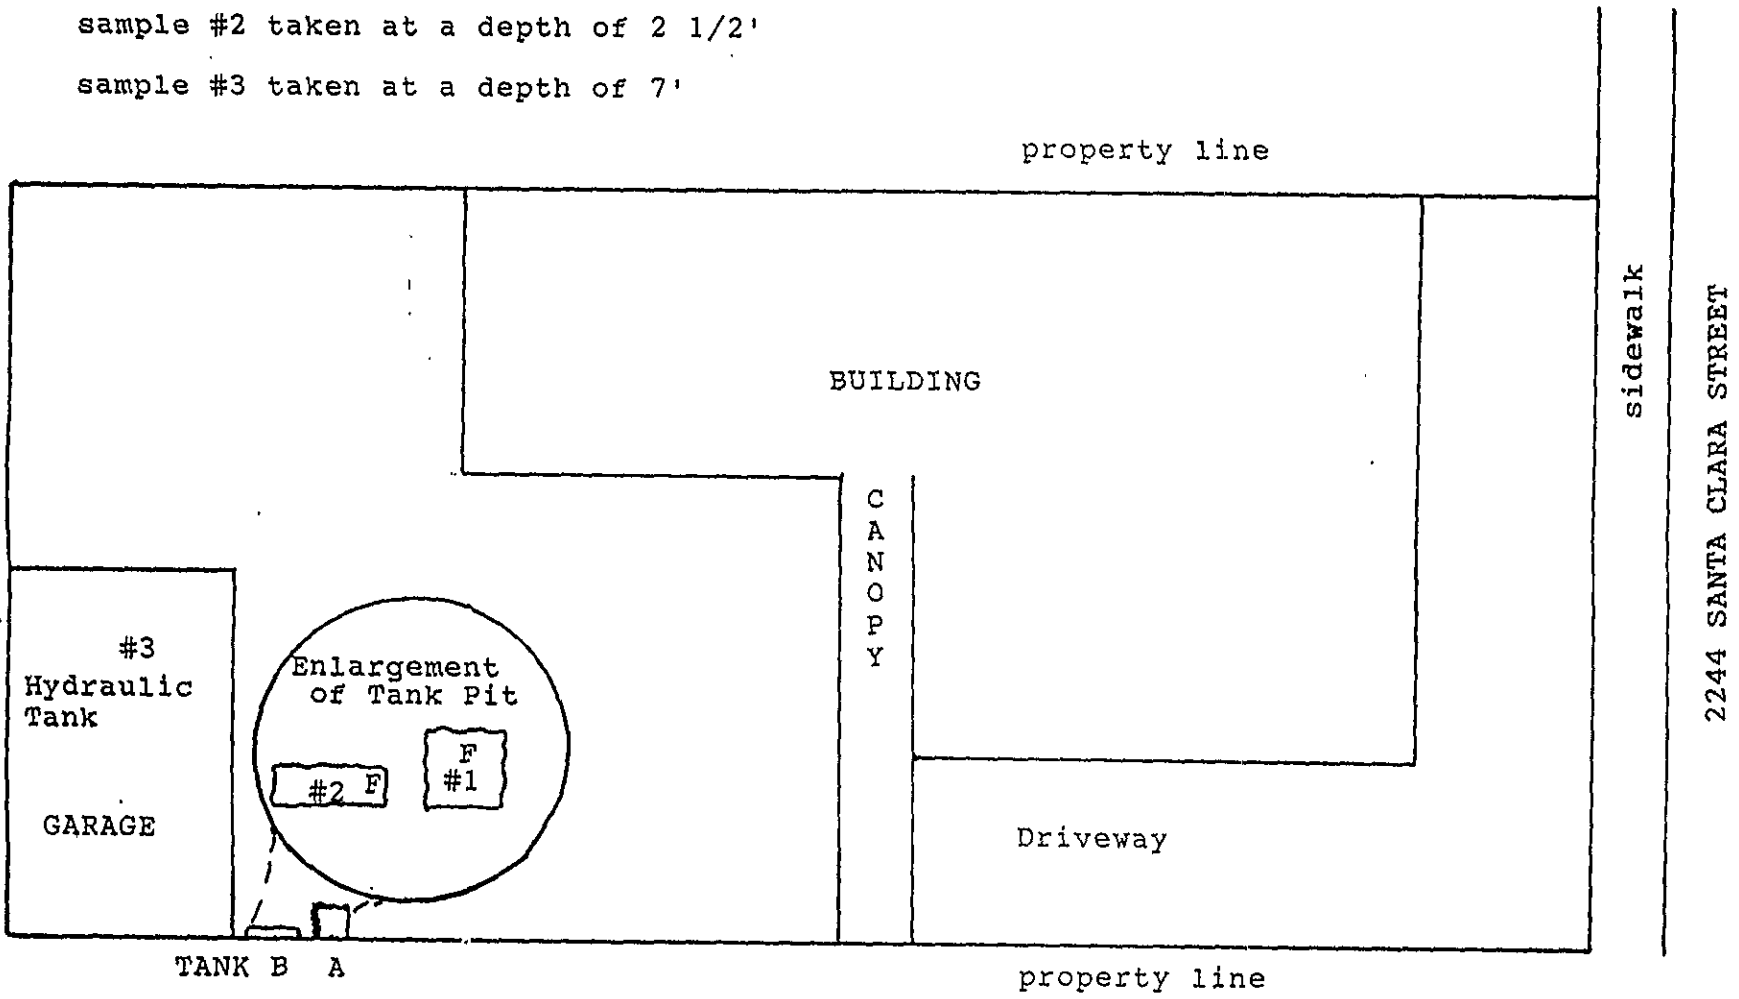 sample #2 taken at a depth of 2 1/2'
sample #3 taken at a depth of 7'
property line
sidewalk
2244 SANTA CLARA STREET
BUILDING
CANOPY
#3
Hydraulic
Tank
GARAGE
Enlargement
of Tank Pit
F
#1
#2 F
Driveway
TANK B A
property line